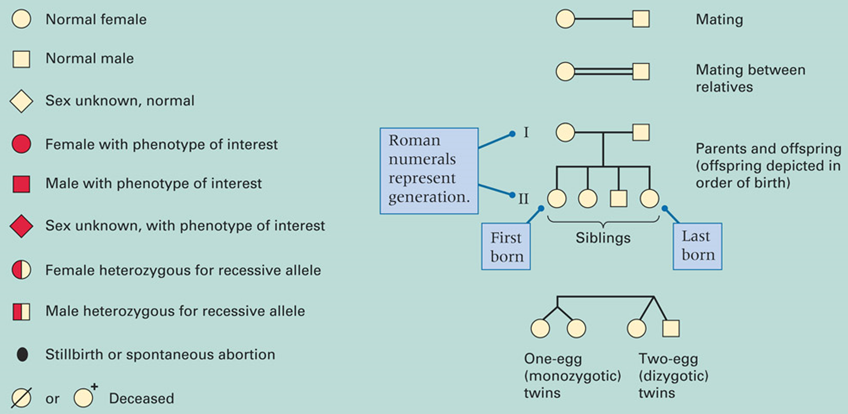 Normal female
Normal male
Sex unknown, normal
Female with phenotype of interest
Male with phenotype of interest
Sex unknown, with phenotype of interest
Female heterozygous for recessive allele
Male heterozygous for recessive allele
Stillbirth or spontaneous abortion
or + Deceased
Mating
Mating between
relatives
Roman
numerals
represent
generation.
I
II
Parents and offspring
(offspring depicted in
order of birth)
First
born
Siblings
Last
born
One-egg
(monozygotic)
twins
Two-egg
(dizygotic)
twins